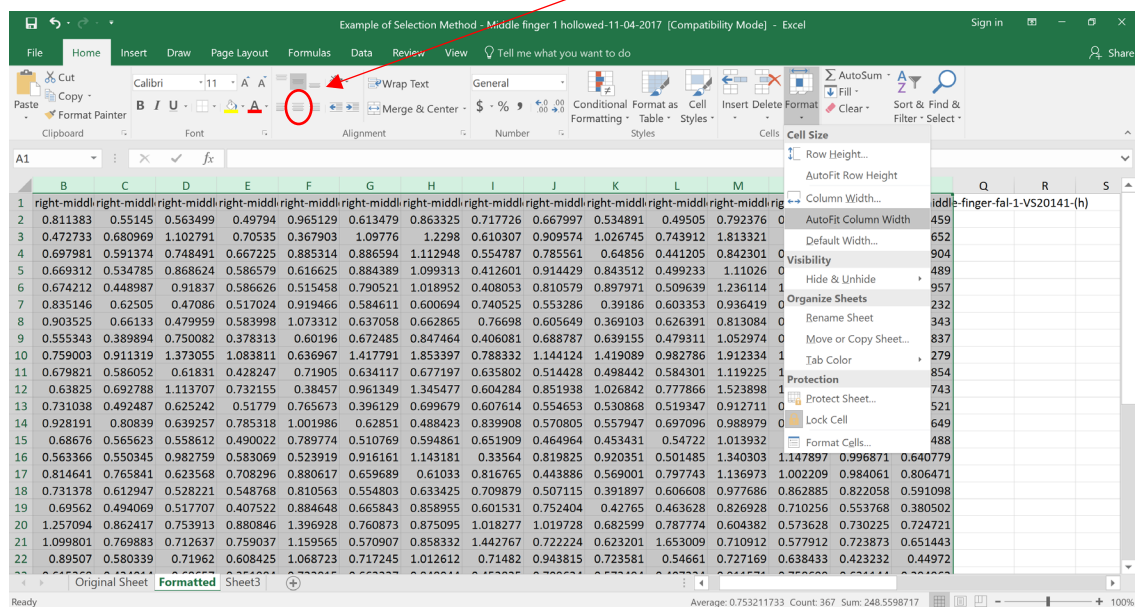 Example of Selection Method - Middle finger 1 hollowed-11-04-2017 [Compatibility Mode] - Excel Sign in
File Home Insert Draw Page Layout Formulas Data Review View Tell me what you want to do Share
Cut Calibri 11 A A Wrap Text General AutoSum
Copy Fill
Paste Format Painter B I U A Merge & Center $ % Conditional Format as Cell Insert Delete Format Clear Sort & Find &
Formatting Table Styles Filter Select
Clipboard Font Alignment Number Styles Cells
A1 fx
Cell Size
Row Height...
AutoFit Row Height
Column Width...
AutoFit Column Width
Default Width...
Visibility
Hide & Unhide
Organize Sheets
Rename Sheet
Move or Copy Sheet...
Tab Color
Protection
Protect Sheet...
Lock Cell
Format Cells...
B C D E F G H I J K L M Q R S
1 right-middl right-middl right-middl right-middl right-middl right-middl right-middl right-middl right-middl right-middl right-middl right-middl rig iddle-finger-fal-1-VS20141-(h)
2 0.811383 0.55145 0.563499 0.49794 0.965129 0.613479 0.863325 0.717726 0.667997 0.534891 0.49505 0.792376 0 459
3 0.472733 0.680969 1.102791 0.70535 0.367903 1.09776 1.2298 0.610307 0.909574 1.026745 0.743912 1.813321 652
4 0.697981 0.591374 0.748491 0.667225 0.885314 0.886594 1.112948 0.554787 0.785561 0.64856 0.441205 0.842301 0 904
5 0.669312 0.534785 0.868624 0.586579 0.616625 0.884389 1.099313 0.412601 0.914429 0.843512 0.499233 1.11026 0 489
6 0.674212 0.448987 0.91837 0.586626 0.515458 0.790521 1.018952 0.408053 0.810579 0.897971 0.509639 1.236114 1 957
7 0.835146 0.62505 0.47086 0.517024 0.919466 0.584611 0.600694 0.740525 0.553286 0.39186 0.603353 0.936419 0 232
8 0.903525 0.66133 0.479959 0.583998 1.073312 0.637058 0.662865 0.76698 0.605649 0.369103 0.626391 0.813084 0 343
9 0.555343 0.389894 0.750082 0.378313 0.60196 0.672485 0.847464 0.406081 0.688787 0.639155 0.479311 1.052974 0 837
10 0.759003 0.911319 1.373055 1.083811 0.636967 1.417791 1.853397 0.788332 1.144124 1.419089 0.982786 1.912334 1 279
11 0.679821 0.586052 0.61831 0.428247 0.71905 0.634117 0.677197 0.635802 0.514428 0.498442 0.584301 1.119225 1 854
12 0.63825 0.692788 1.113707 0.732155 0.38457 0.961349 1.345477 0.604284 0.851938 1.026842 0.777866 1.523898 1 743
13 0.731038 0.492487 0.625242 0.51779 0.765673 0.396129 0.699679 0.607614 0.554653 0.530868 0.519347 0.912711 0 521
14 0.928191 0.80839 0.639257 0.785318 1.001986 0.62851 0.488423 0.839908 0.570805 0.557947 0.697096 0.988979 0 649
15 0.68676 0.565623 0.558612 0.490022 0.789774 0.510769 0.594861 0.651909 0.464964 0.453431 0.54722 1.013932 488
16 0.563366 0.550345 0.982759 0.583069 0.523919 0.916161 1.143181 0.33564 0.819825 0.920351 0.501485 1.340303 1.147897 0.996871 0.640779
17 0.814641 0.765841 0.623568 0.708296 0.880617 0.659689 0.61033 0.816765 0.443886 0.569001 0.797743 1.136973 1.002209 0.984061 0.806471
18 0.731378 0.612947 0.528221 0.548768 0.810563 0.554803 0.633425 0.709879 0.507115 0.391897 0.606608 0.977686 0.862885 0.822058 0.591098
19 0.69562 0.494069 0.517707 0.407522 0.884648 0.665843 0.858955 0.601531 0.752404 0.42765 0.463628 0.826928 0.710256 0.553768 0.380502
20 1.257094 0.862417 0.753913 0.880846 1.396928 0.760873 0.875095 1.018277 1.019728 0.682599 0.787774 0.604382 0.573628 0.730225 0.724721
21 1.099801 0.769883 0.712637 0.759037 1.159565 0.570907 0.858332 1.442767 0.722224 0.623201 1.653009 0.710912 0.577912 0.723873 0.651443
22 0.89507 0.580339 0.71962 0.608425 1.068723 0.717245 1.012612 0.71482 0.943815 0.723581 0.54661 0.727169 0.638433 0.423232 0.44972
Original Sheet Formatted Sheet3
Ready Average: 0.753211733 Count: 367 Sum: 248.5598717 100%